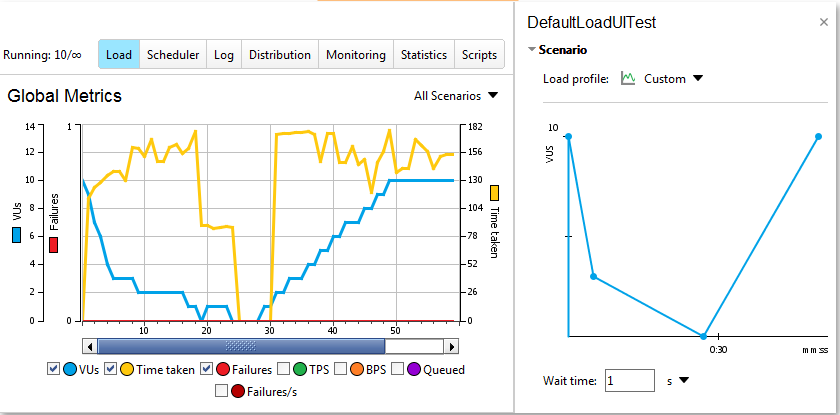 DefaultLoadUITest ×
Scenario
Running: 10/∞ Load Scheduler Log Distribution Monitoring Statistics Scripts
Load profile: Custom
Global Metrics All Scenarios
14 1 182
12 156
10 130
8 104
6 78
4 52
2 26
0 0 0
VUs
Failures
Time taken
10 20 30 40 50
VUs Time taken Failures TPS BPS Queued
Failures/s
10
VUs
0:30 mm:ss
Wait time: 1 s